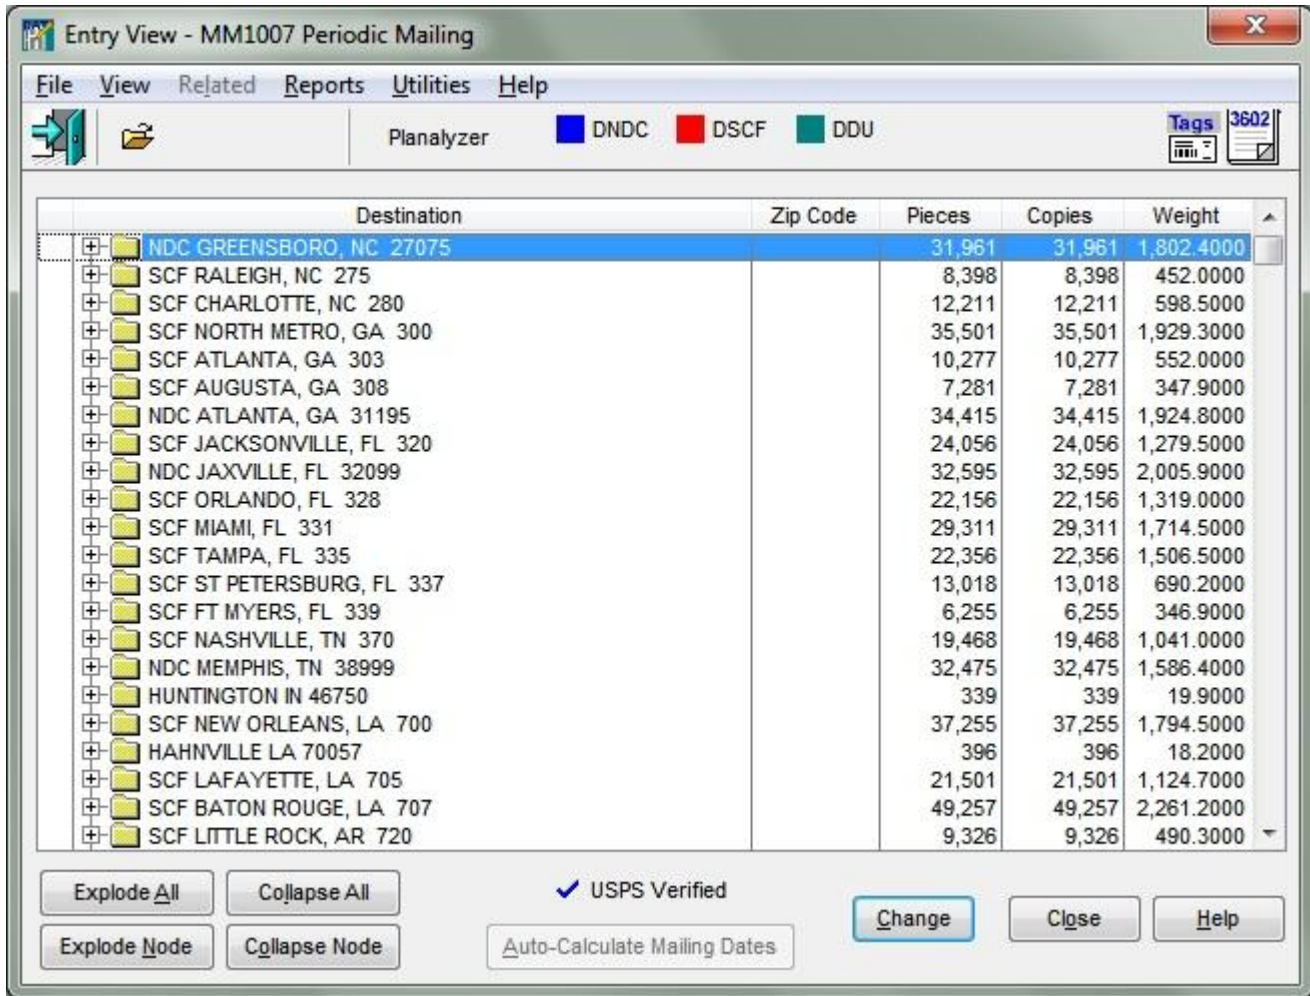 Entry View - MM1007 Periodic Mailing
File View Related Reports Utilities Help
Planalyzer DNDC DSCF DDU Tags 3602
Destination Zip Code Pieces Copies Weight
NDC GREENSBORO, NC 27075 31,961 31,961 1,802.4000
SCF RALEIGH, NC 275 8,398 8,398 452.0000
SCF CHARLOTTE, NC 280 12,211 12,211 598.5000
SCF NORTH METRO, GA 300 35,501 35,501 1,929.3000
SCF ATLANTA, GA 303 10,277 10,277 552.0000
SCF AUGUSTA, GA 308 7,281 7,281 347.9000
NDC ATLANTA, GA 31195 34,415 34,415 1,924.8000
SCF JACKSONVILLE, FL 320 24,056 24,056 1,279.5000
NDC JAXVILLE, FL 32099 32,595 32,595 2,005.9000
SCF ORLANDO, FL 328 22,156 22,156 1,319.0000
SCF MIAMI, FL 331 29,311 29,311 1,714.5000
SCF TAMPA, FL 335 22,356 22,356 1,506.5000
SCF ST PETERSBURG, FL 337 13,018 13,018 690.2000
SCF FT MYERS, FL 339 6,255 6,255 346.9000
SCF NASHVILLE, TN 370 19,468 19,468 1,041.0000
NDC MEMPHIS, TN 38999 32,475 32,475 1,586.4000
HUNTINGTON IN 46750 339 339 19.9000
SCF NEW ORLEANS, LA 700 37,255 37,255 1,794.5000
HAHNVILLE LA 70057 396 396 18.2000
SCF LAFAYETTE, LA 705 21,501 21,501 1,124.7000
SCF BATON ROUGE, LA 707 49,257 49,257 2,261.2000
SCF LITTLE ROCK, AR 720 9,326 9,326 490.3000
Explode All Collapse All USPS Verified
Change Close Help
Explode Node Collapse Node Auto-Calculate Mailing Dates